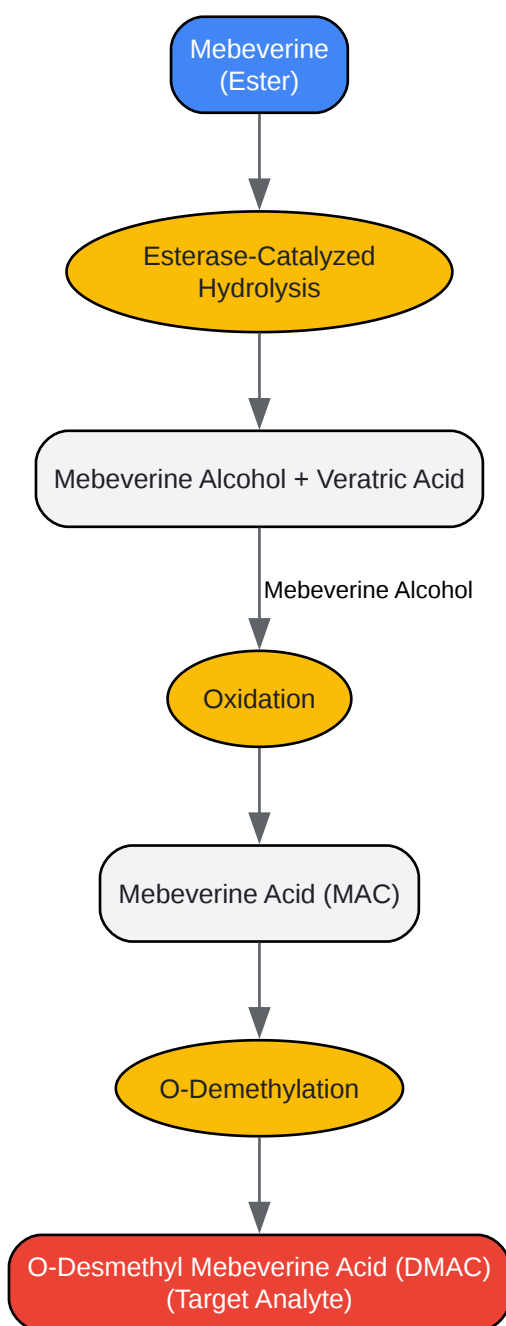 Mebeverine
(Ester)
Esterase-Catalyzed
Hydrolysis
Mebeverine Alcohol + Veratric Acid
Mebeverine Alcohol
Oxidation
Mebeverine Acid (MAC)
O-Demethylation
O-Desmethyl Mebeverine Acid (DMAC)
(Target Analyte)